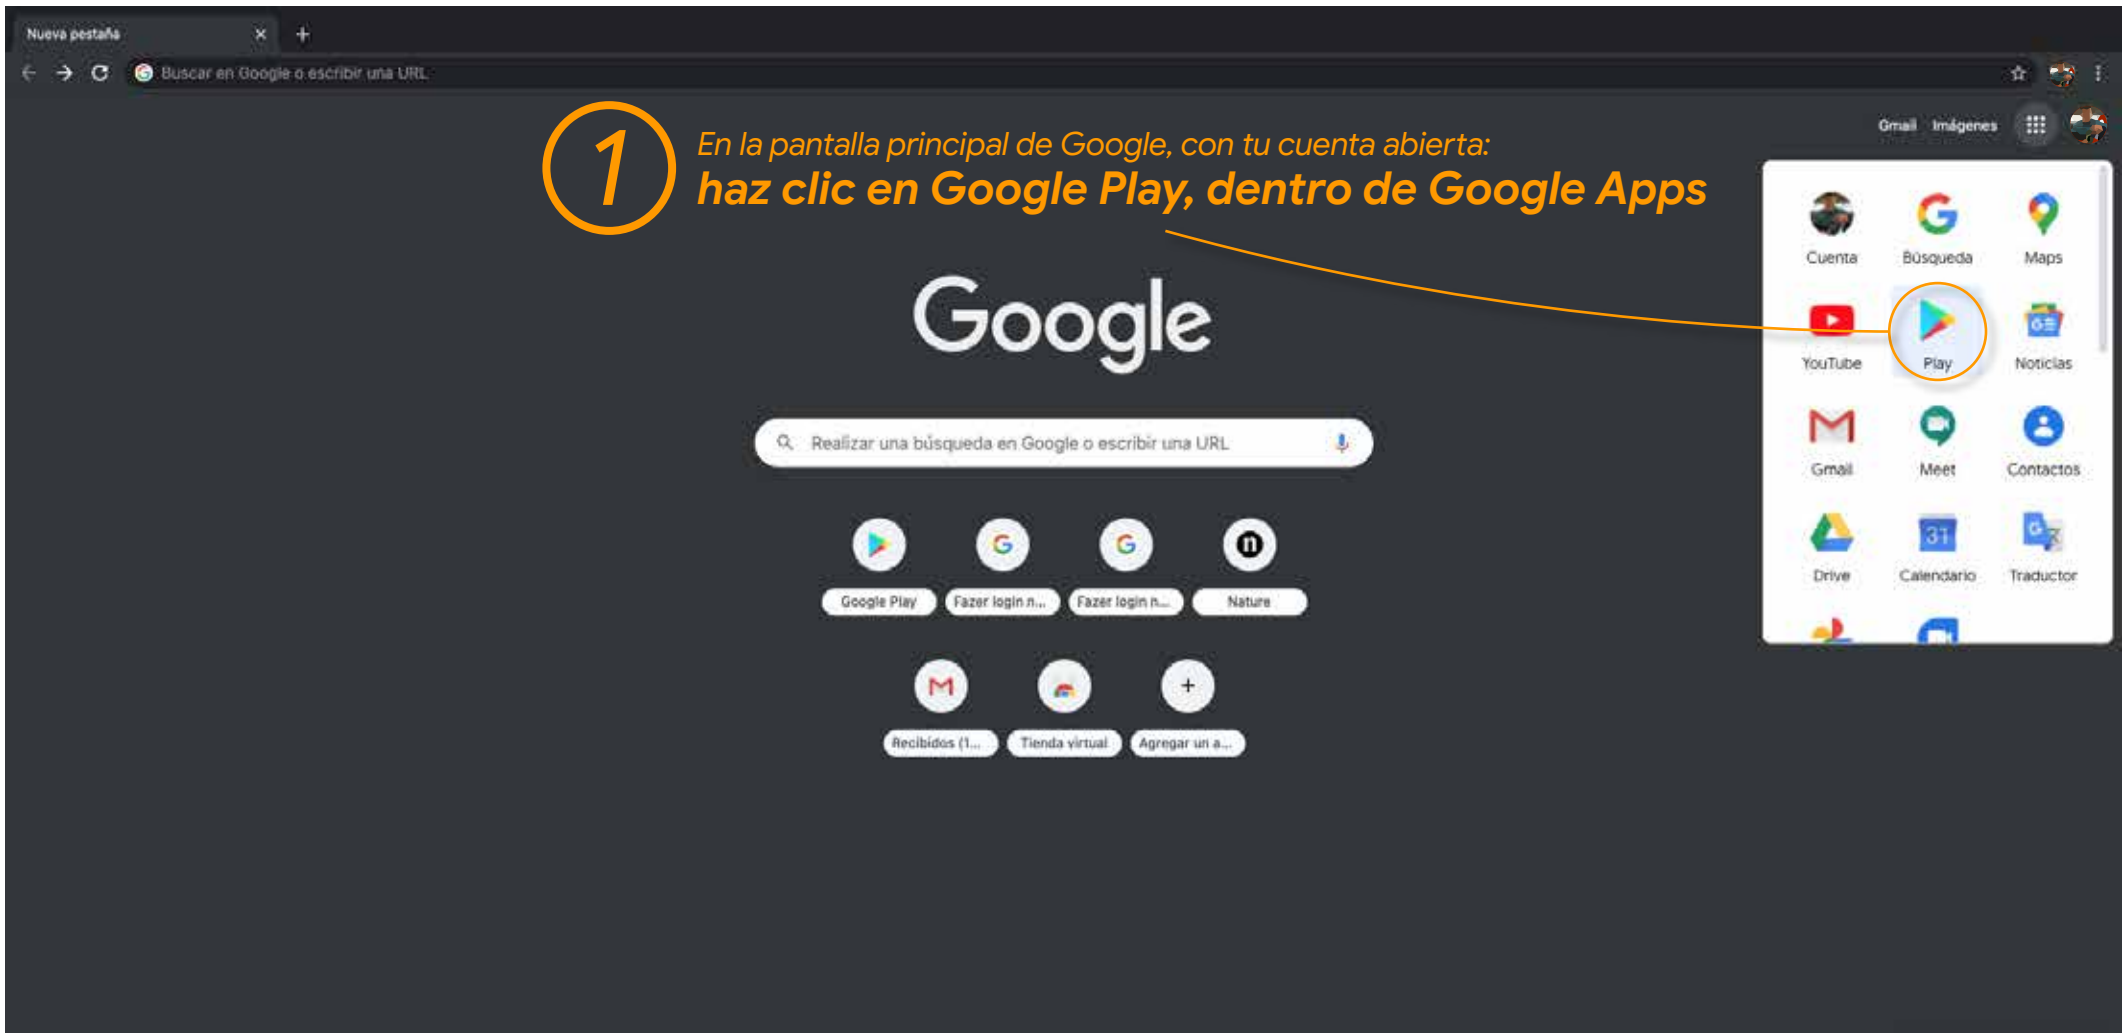 Nueva pestaña
Buscar en Google o escribir una URL
Gmail Imágenes
1
En la pantalla principal de Google, con tu cuenta abierta:
haz clic en Google Play, dentro de Google Apps
Google
Realizar una búsqueda en Google o escribir una URL
Google Play Fazer login n... Fazer login n... Nature
Recibidos (1... Tienda virtual Agregar un a...
Cuenta Búsqueda Maps
YouTube Play Noticias
Gmail Meet Contactos
Drive Calendario Traductor